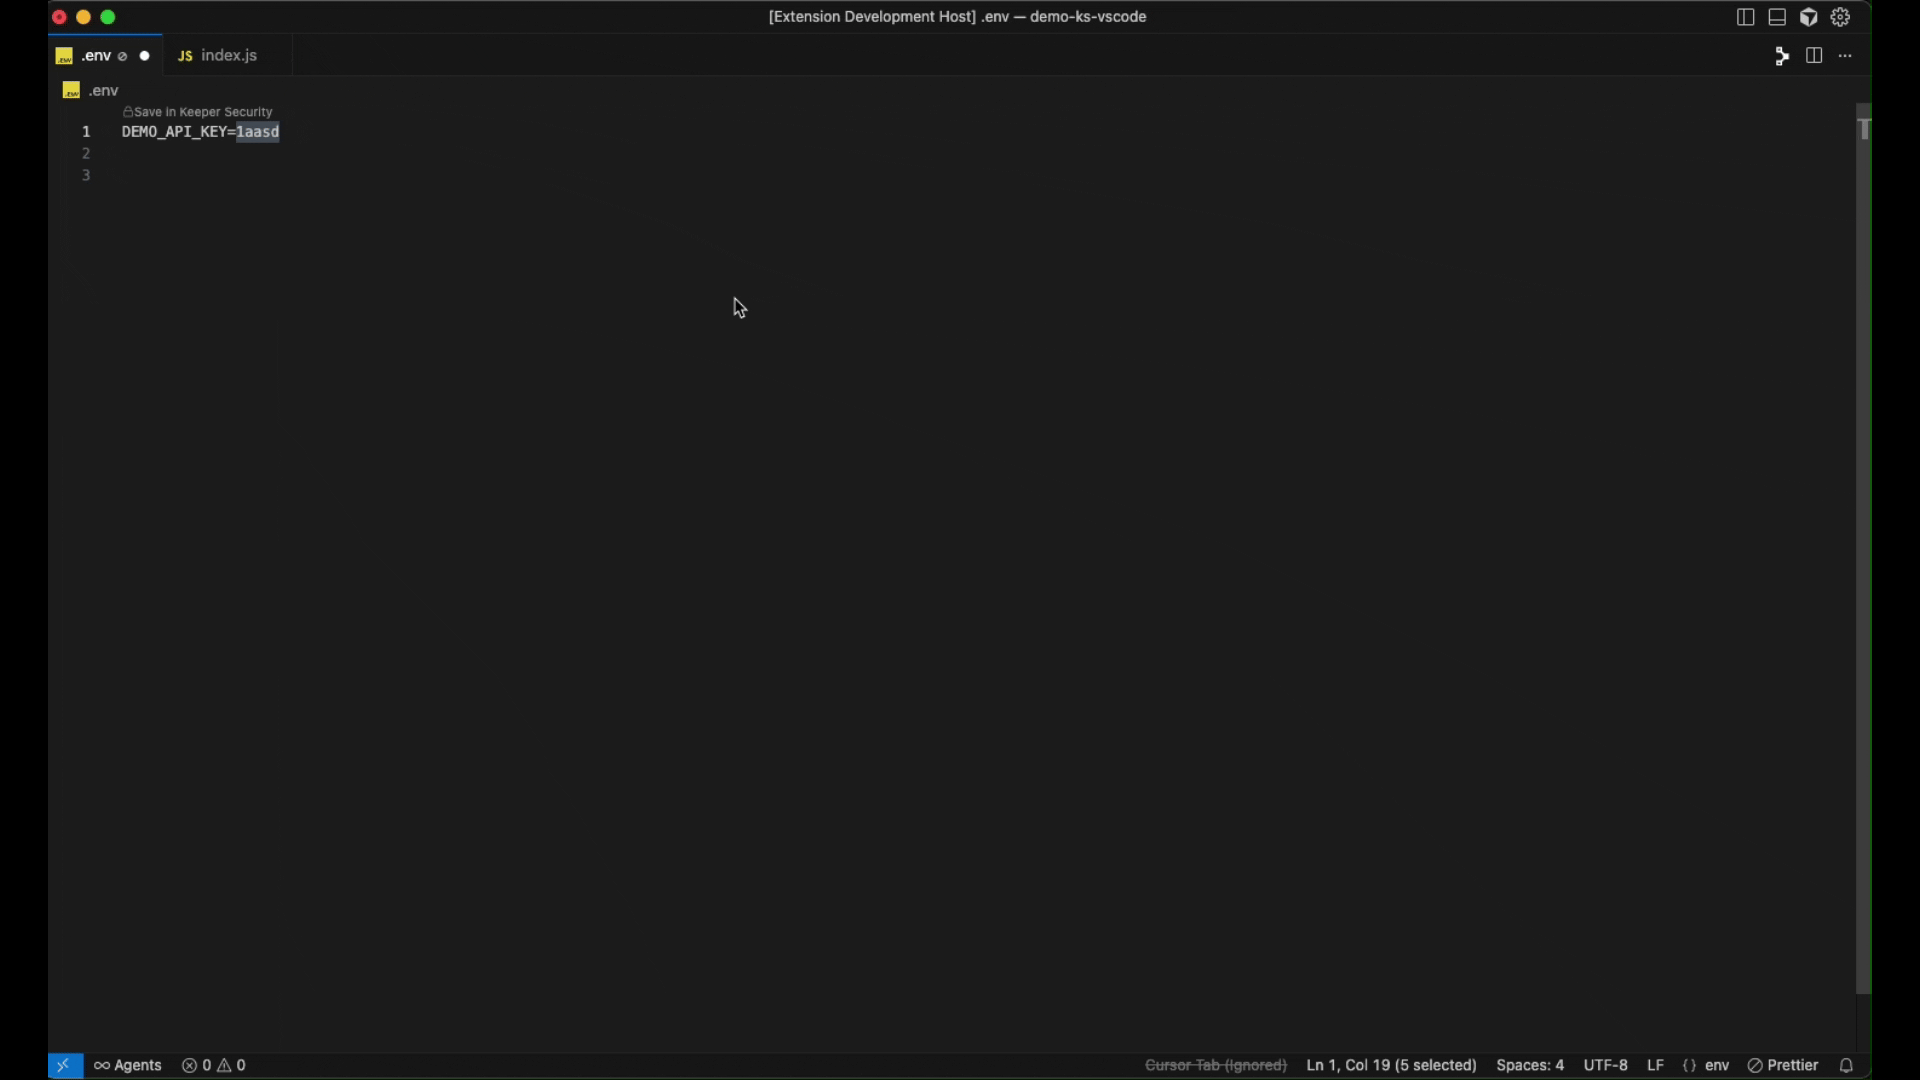 [Extension Development Host] .env — demo-ks-vscode
.env
JS index.js
.env
Save in Keeper Security
1 DEMO_API_KEY=1aasd
2
3
Agents 0 0 Cursor Tab (Ignored) Ln 1, Col 19 (5 selected) Spaces: 4 UTF-8 LF {} env Prettier